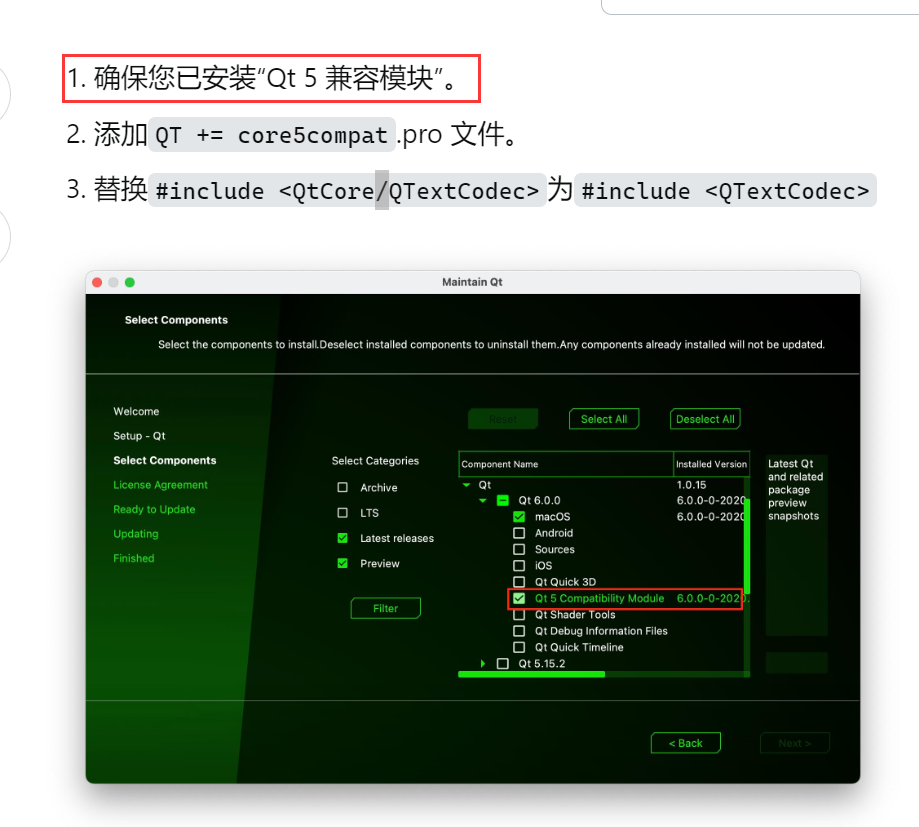 1. 确保您已安装“Qt 5 兼容模块”。
2. 添加 QT += core5compat .pro 文件。
3. 替换 #include <QtCore/QTextCodec> 为 #include <QTextCodec>
Maintain Qt
Select Components
Select the components to install.Deselect installed components to uninstall them.Any components already installed will not be updated.
Welcome
Setup - Qt
Select Components
License Agreement
Ready to Update
Updating
Finished
Select Categories
Archive
LTS
Latest releases
Preview
Filter
Reset
Select All
Deselect All
Component Name
Installed Version
Qt 1.0.15
Qt 6.0.0 6.0.0-0-2020
macOS 6.0.0-0-2020
Android
Sources
iOS
Qt Quick 3D
Qt 5 Compatibility Module 6.0.0-0-2020.
Qt Shader Tools
Qt Debug Information Files
Qt Quick Timeline
Qt 5.15.2
Latest Qt
and related
package
preview
snapshots
< Back
Next >